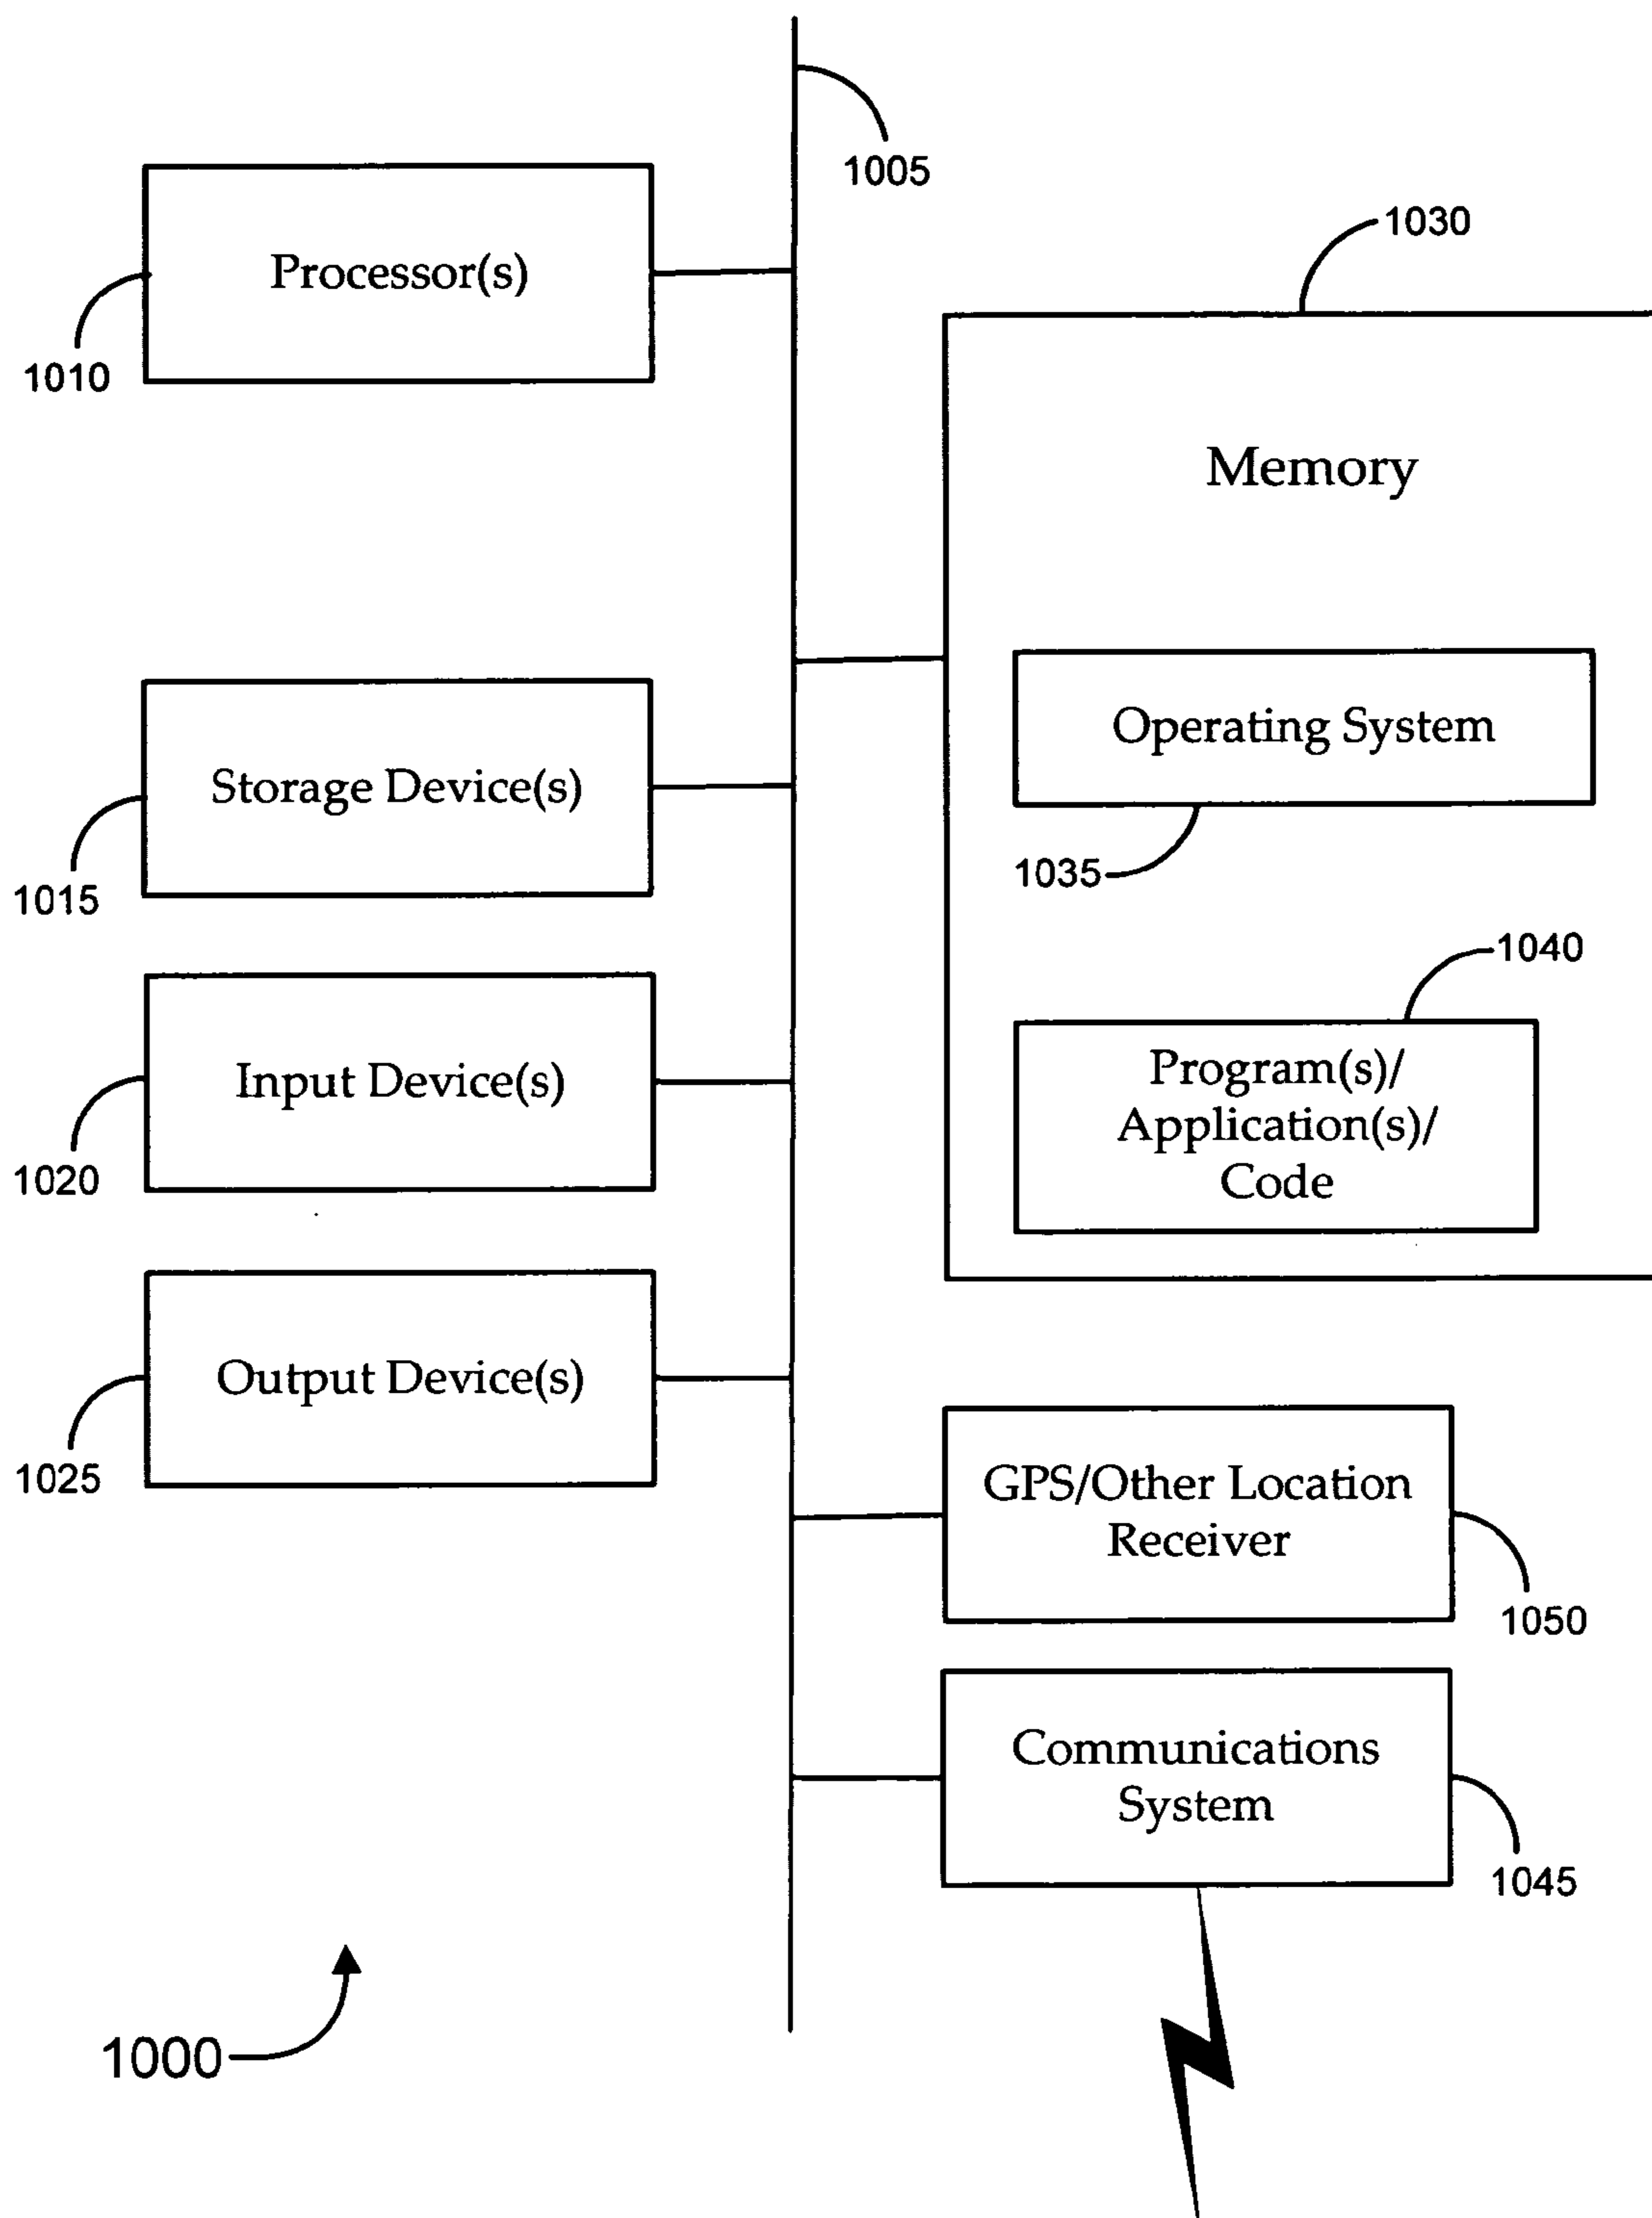 1005
Processor(s)
1010
1030
Memory
Storage Device(s)
1015
Operating System
1035
1040
Program(s)/
Application(s)/
Code
Input Device(s)
1020
Output Device(s)
1025
GPS/Other Location
Receiver
1050
Communications
System
1045
1000